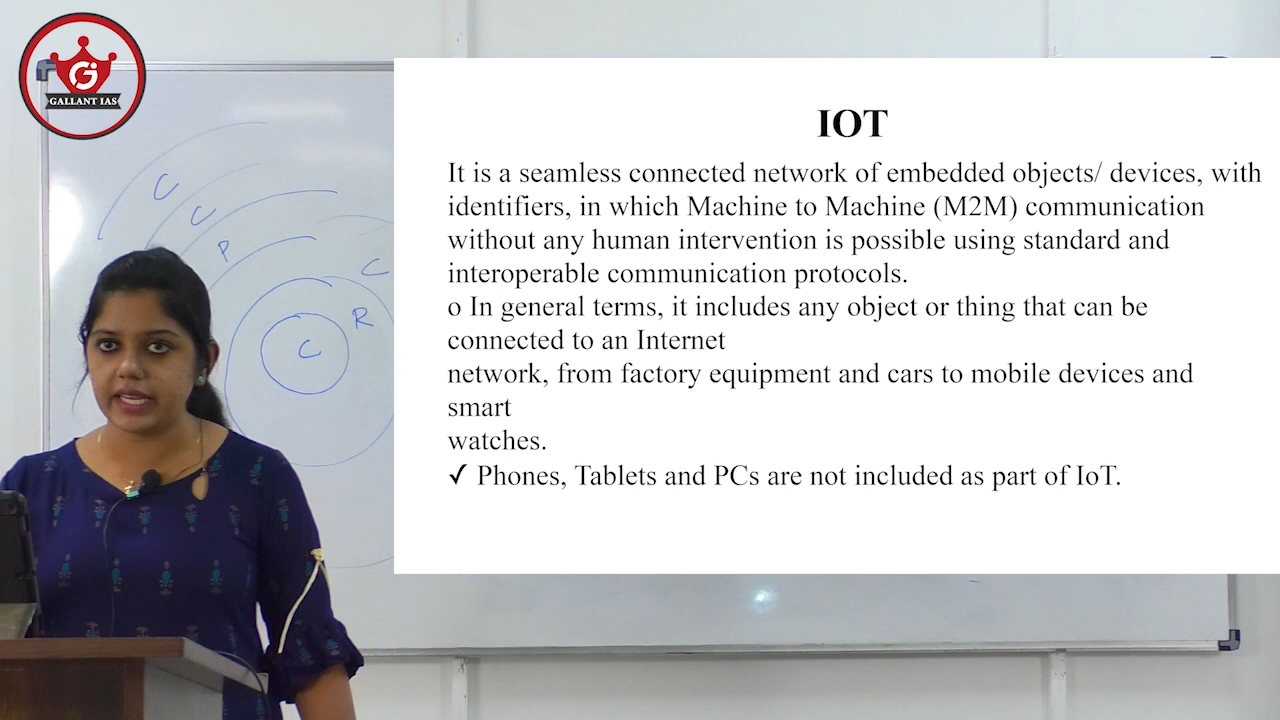 GALLANT IAS
IOT
It is a seamless connected network of embedded objects/ devices, with
identifiers, in which Machine to Machine (M2M) communication
without any human intervention is possible using standard and
interoperable communication protocols.
o In general terms, it includes any object or thing that can be
connected to an Internet
network, from factory equipment and cars to mobile devices and
smart
watches.
✓ Phones, Tablets and PCs are not included as part of IoT.
C
P
C
R
C